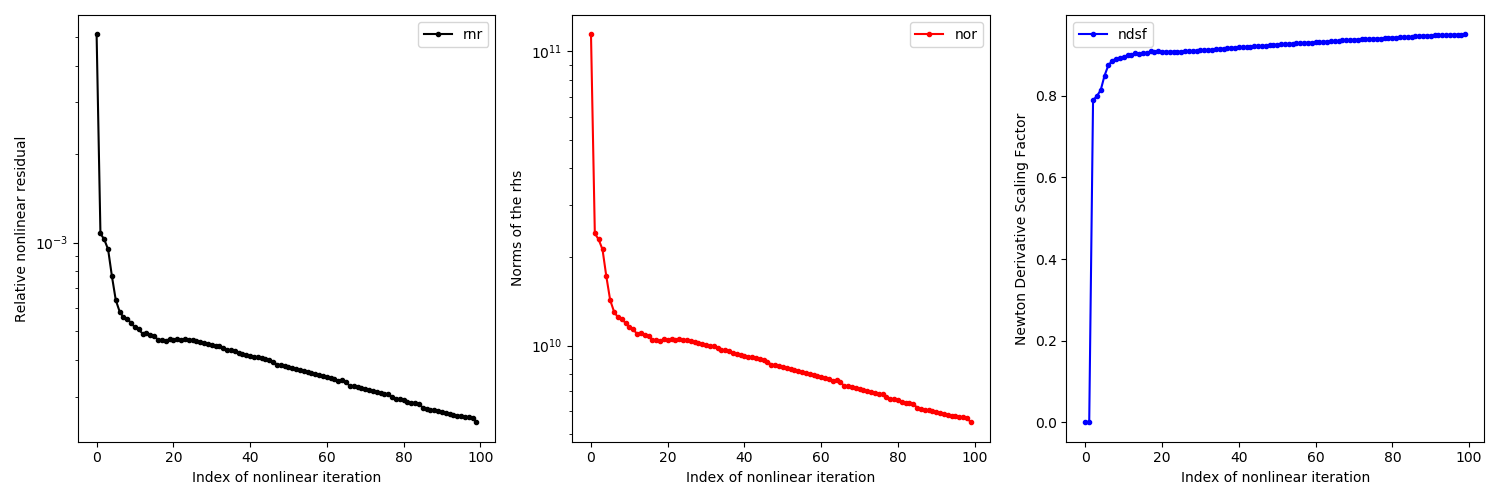 Relative nonlinear residual
10⁻³
0
20
40
60
80
100
Index of nonlinear iteration
rnr
Norms of the rhs
10¹¹
10¹⁰
0
20
40
60
80
100
Index of nonlinear iteration
nor
Newton Derivative Scaling Factor
0.8
0.6
0.4
0.2
0.0
0
20
40
60
80
100
Index of nonlinear iteration
ndsf